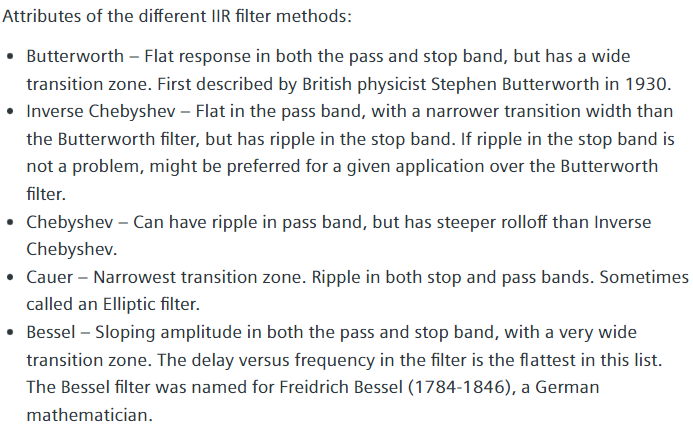 Attributes of the different IIR filter methods:
• Butterworth – Flat response in both the pass and stop band, but has a wide
transition zone. First described by British physicist Stephen Butterworth in 1930.
• Inverse Chebyshev – Flat in the pass band, with a narrower transition width than
the Butterworth filter, but has ripple in the stop band. If ripple in the stop band is
not a problem, might be preferred for a given application over the Butterworth
filter.
• Chebyshev – Can have ripple in pass band, but has steeper rolloff than Inverse
Chebyshev.
• Cauer – Narrowest transition zone. Ripple in both stop and pass bands. Sometimes
called an Elliptic filter.
• Bessel – Sloping amplitude in both the pass and stop band, with a very wide
transition zone. The delay versus frequency in the filter is the flattest in this list.
The Bessel filter was named for Freidrich Bessel (1784-1846), a German
mathematician.